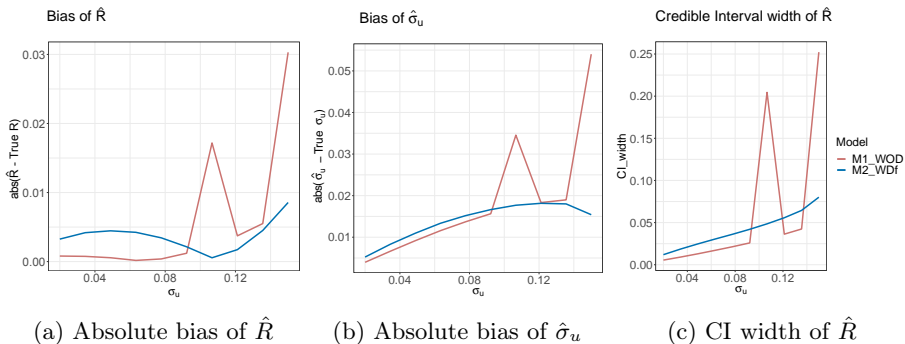 Bias of R̂
Bias of σ̂u
Credible Interval width of R̂
abs(R̂ - True R)
0.03
0.02
0.01
0.00
0.04
0.08
0.12
σu
abs( σ̂u – True σu)
0.05
0.04
0.03
0.02
0.01
0.04
0.08
0.12
σu
CI_width
0.25
0.20
0.15
0.10
0.05
0.00
0.04
0.08
0.12
σu
Model
M1_WOD
M2_WDf
(a) Absolute bias of R̂
(b) Absolute bias of σ̂u
(c) CI width of R̂